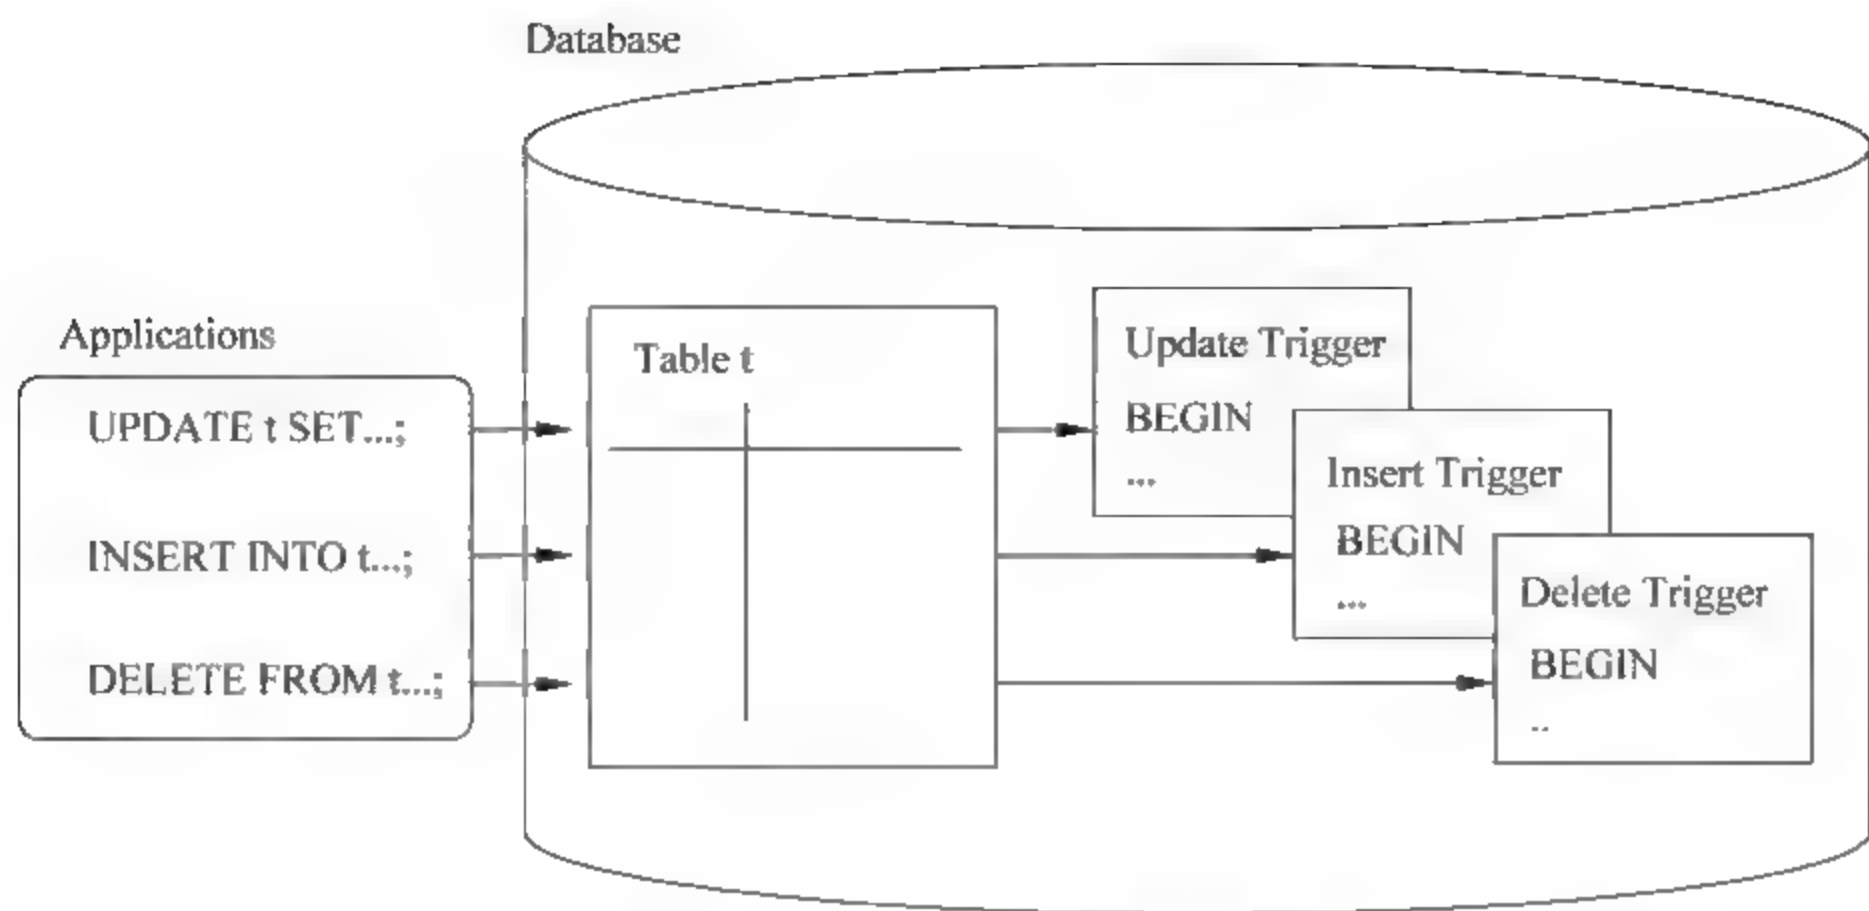 Database
Applications
UPDATE t SET...;
INSERT INTO t...;
DELETE FROM t...;
Table t
Update Trigger
BEGIN
...
Insert Trigger
BEGIN
...
Delete Trigger
BEGIN
..